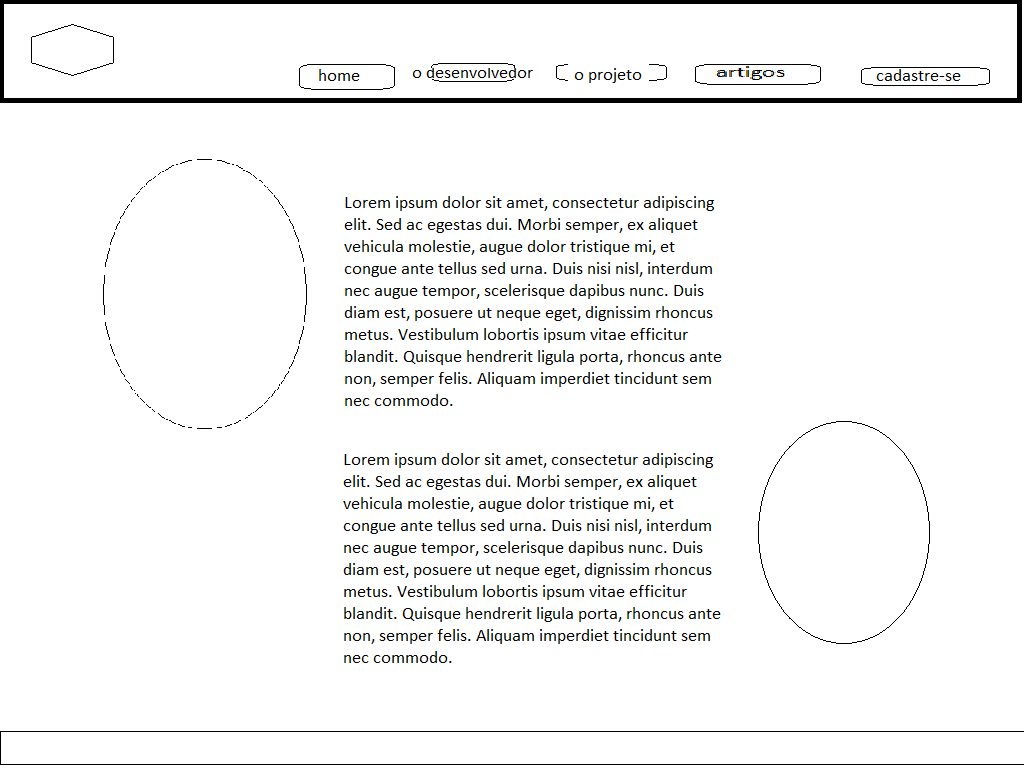 home o desenvolvedor o projeto artigos cadastre-se
Lorem ipsum dolor sit amet, consectetur adipiscing
elit. Sed ac egestas dui. Morbi semper, ex aliquet
vehicula molestie, augue dolor tristique mi, et
congue ante tellus sed urna. Duis nisi nisl, interdum
nec augue tempor, scelerisque dapibus nunc. Duis
diam est, posuere ut neque eget, dignissim rhoncus
metus. Vestibulum lobortis ipsum vitae efficitur
blandit. Quisque hendrerit ligula porta, rhoncus ante
non, semper felis. Aliquam imperdiet tincidunt sem
nec commodo.
Lorem ipsum dolor sit amet, consectetur adipiscing
elit. Sed ac egestas dui. Morbi semper, ex aliquet
vehicula molestie, augue dolor tristique mi, et
congue ante tellus sed urna. Duis nisi nisl, interdum
nec augue tempor, scelerisque dapibus nunc. Duis
diam est, posuere ut neque eget, dignissim rhoncus
metus. Vestibulum lobortis ipsum vitae efficitur
blandit. Quisque hendrerit ligula porta, rhoncus ante
non, semper felis. Aliquam imperdiet tincidunt sem
nec commodo.